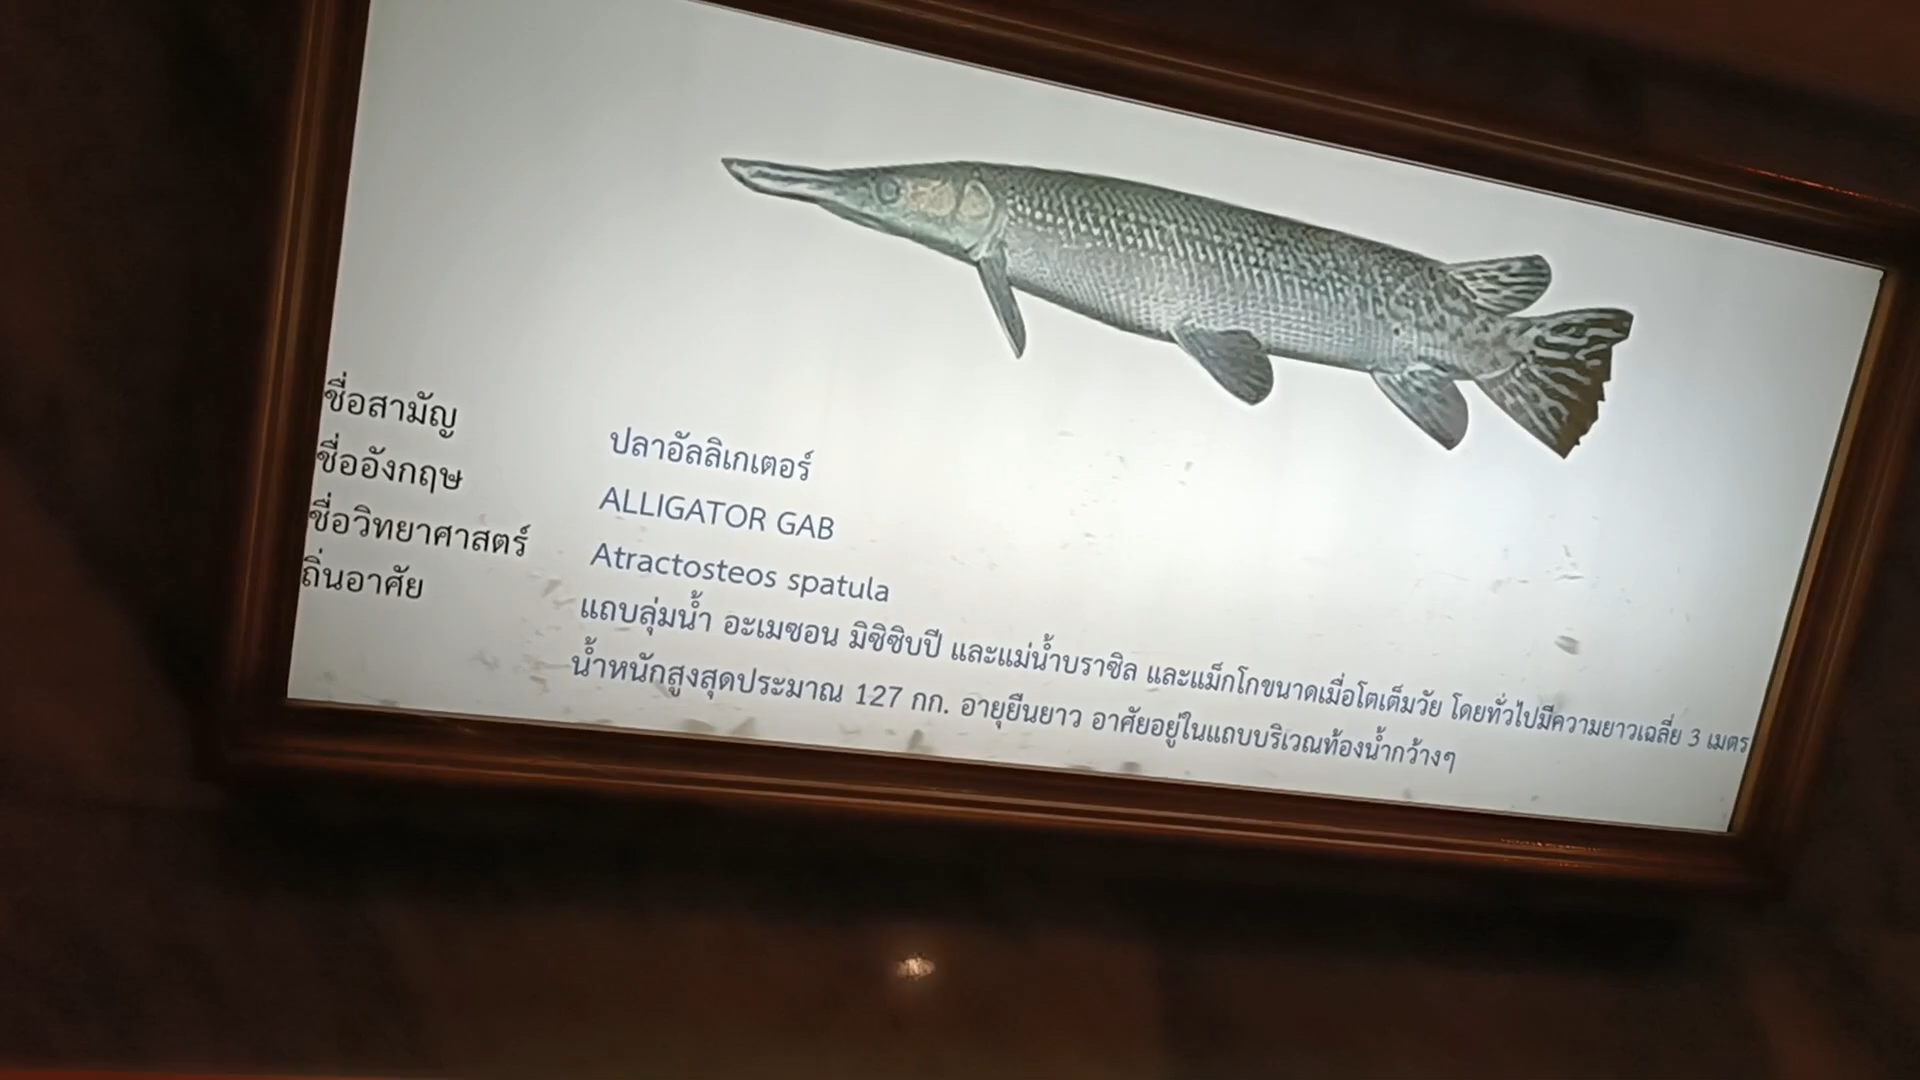 ชื่อสามัญ ปลาอัลลิเกเตอร์
ชื่ออังกฤษ ALLIGATOR GAB
ชื่อวิทยาศาสตร์ Atractosteos spatula
ถิ่นอาศัย แถบลุ่มน้ำ อะเมซอน มิซิซิบปี และแม่น้ำบราซิล และแม็กโกขนาดเมื่อโตเต็มวัย โดยทั่วไปมีความยาวเฉลี่ย 3 เมตร
น้ำหนักสูงสุดประมาณ 127 กก. อายุยืนยาว อาศัยอยู่ในแถบบริเวณท้องน้ำกว้างๆ